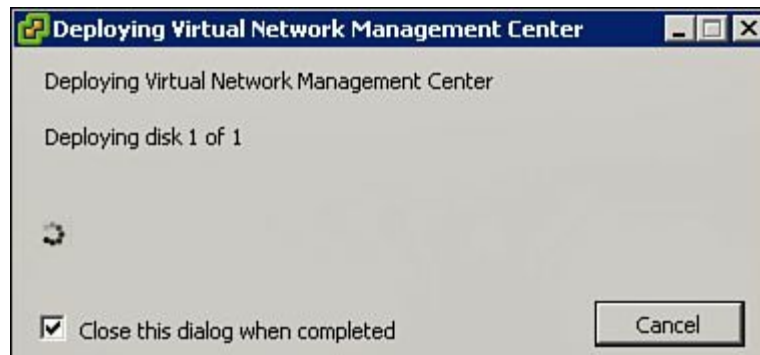 Deploying Virtual Network Management Center
Deploying Virtual Network Management Center
Deploying disk 1 of 1
Close this dialog when completed
Cancel